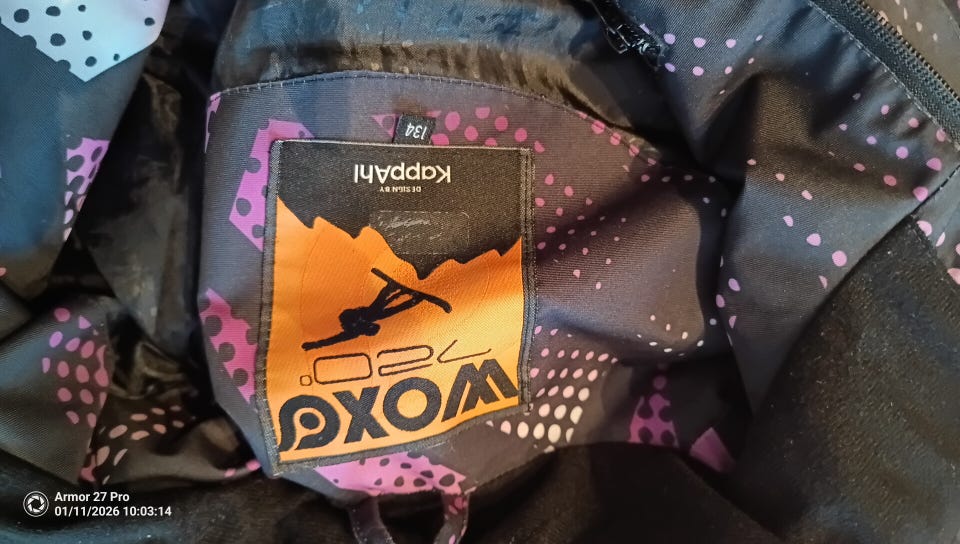 134
DESIGN BY
KappAhl
720°
WOXO
Armor 27 Pro
01/11/2026 10:03:14